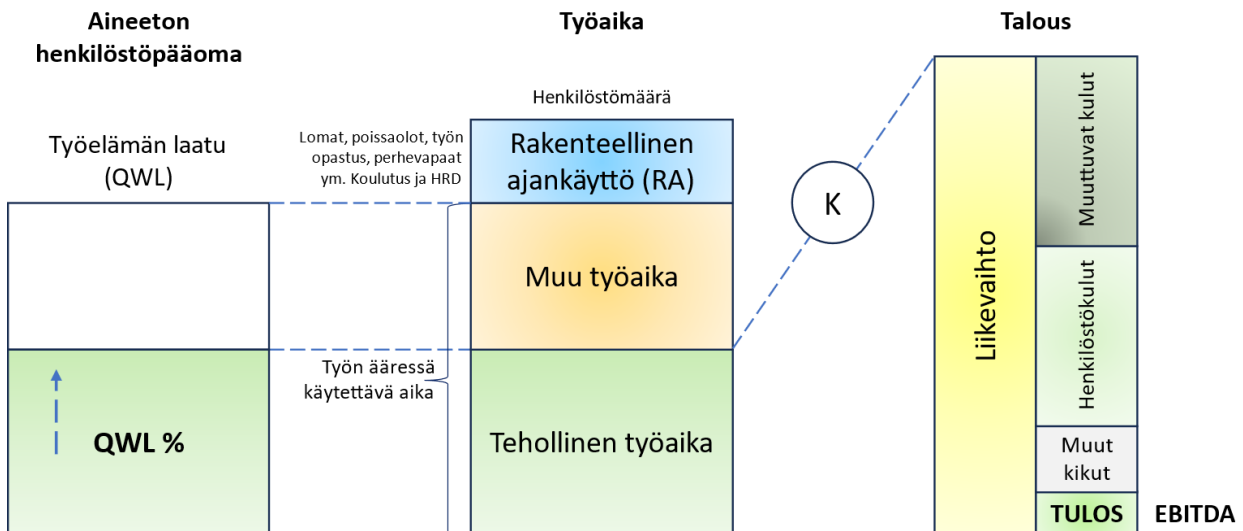 Aineeton
henkilöstöpääoma
Työaika
Talous
Henkilöstömäärä
Työelämän laatu
(QWL)
Lomat, poissaolot, työn
opastus, perhevapaat
ym. Koulutus ja HRD
Rakenteellinen
ajankäyttö (RA)
Muu työaika
Työn ääressä
käytettävä aika
QWL %
Tehollinen työaika
K
Liikevaihto
Muuttuvat kulut
Henkilöstökulut
Muut
kikut
TULOS
EBITDA